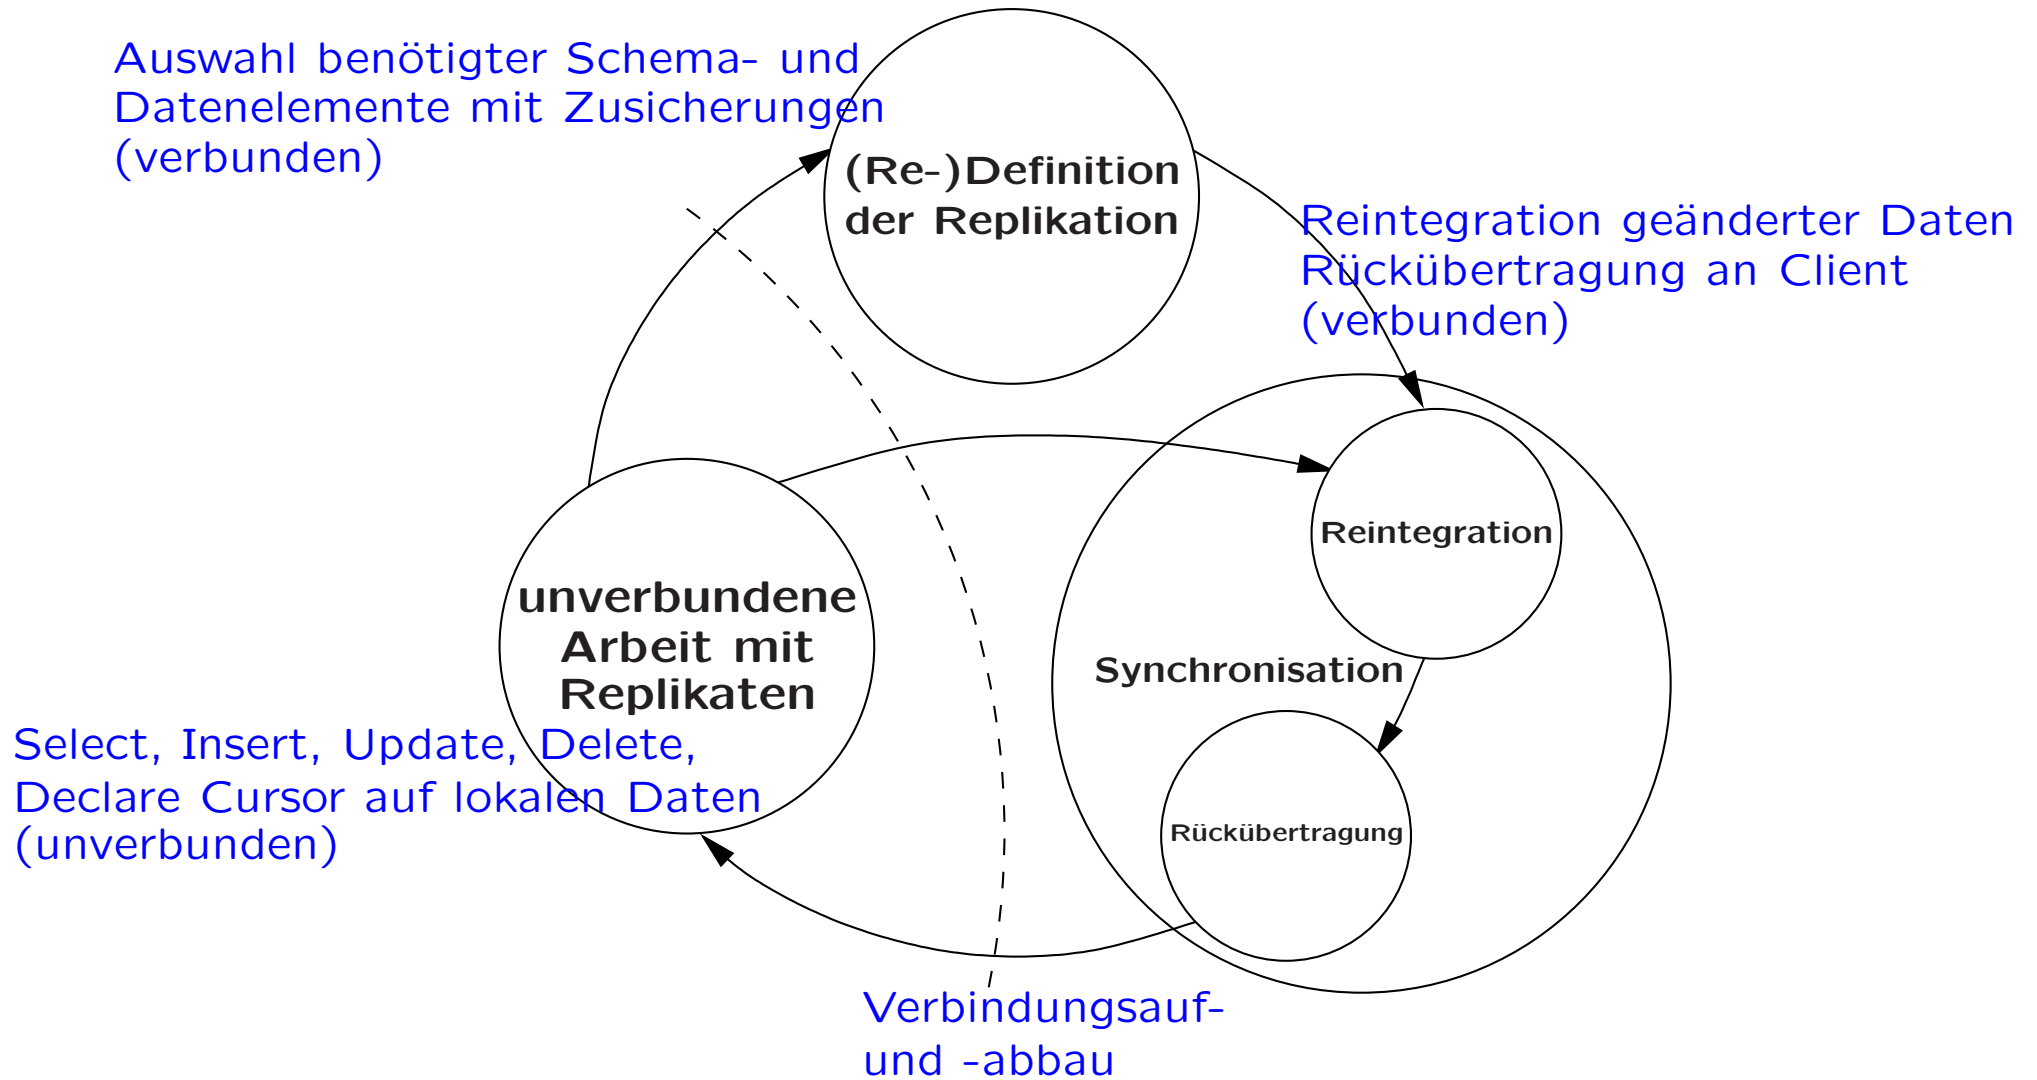 Auswahl benötigter Schema- und
Datenelemente mit Zusicherungen
(verbunden)
(Re-)Definition
der Replikation
Reintegration geänderter Daten
Rückübertragung an Client
(verbunden)
Reintegration
unverbundene
Arbeit mit
Replikaten
Synchronisation
Select, Insert, Update, Delete,
Declare Cursor auf lokalen Daten
(unverbunden)
Rückübertragung
Verbindungsauf-
und -abbau